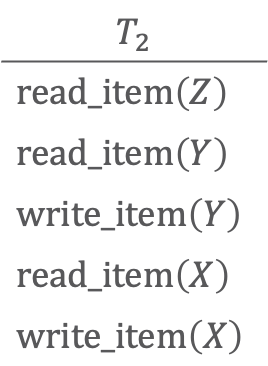 T₂
read_item(Z)
read_item(Y)
write_item(Y)
read_item(X)
write_item(X)